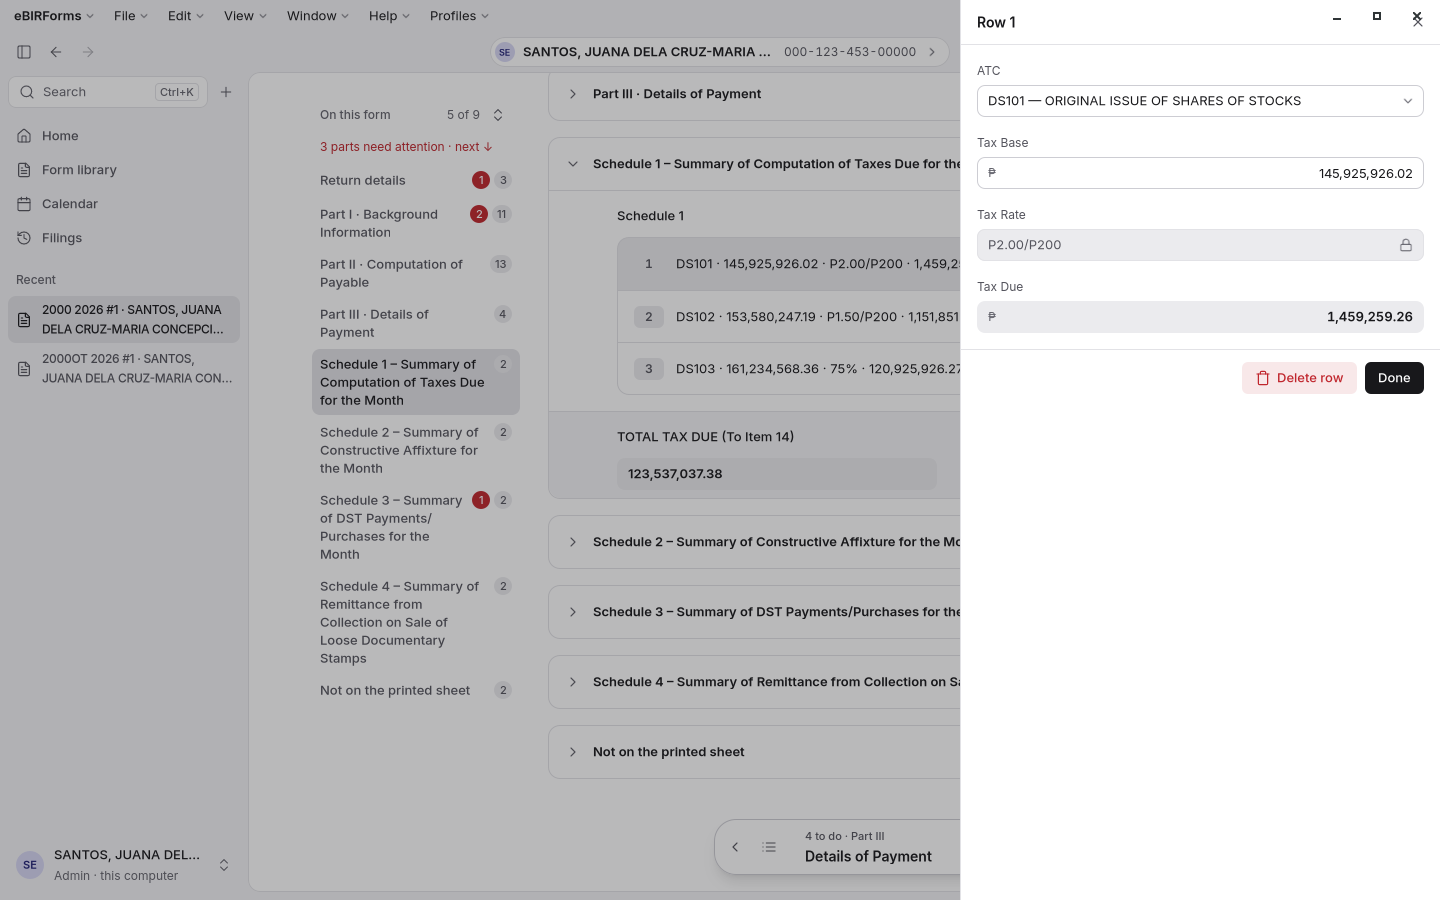 eBIRForms File Edit View Window Help Profiles
SE SANTOS, JUANA DELA CRUZ-MARIA ... 000-123-453-00000
Search Ctrl+K
Home
Form library
Calendar
Filings
Recent
2000 2026 #1 · SANTOS, JUANA
DELA CRUZ-MARIA CONCEPCI...
2000OT 2026 #1 · SANTOS,
JUANA DELA CRUZ-MARIA CON...
SE
SANTOS, JUANA DEL...
Admin · this computer
On this form 5 of 9
3 parts need attention · next ↓
Return details 1 3
Part I · Background 2 11
Information
Part II · Computation of 13
Payable
Part III · Details of 4
Payment
Schedule 1 – Summary of 2
Computation of Taxes Due
for the Month
Schedule 2 – Summary of 2
Constructive Affixture for
the Month
Schedule 3 – Summary 1 2
of DST Payments/
Purchases for the
Month
Schedule 4 – Summary of 2
Remittance from
Collection on Sale of
Loose Documentary
Stamps
Not on the printed sheet 2
Part III · Details of Payment
Schedule 1 – Summary of Computation of Taxes Due for the
Schedule 1
1 DS101 · 145,925,926.02 · P2.00/P200 · 1,459,25
2 DS102 · 153,580,247.19 · P1.50/P200 · 1,151,851
3 DS103 · 161,234,568.36 · 75% · 120,925,926.27
TOTAL TAX DUE (To Item 14)
123,537,037.38
Schedule 2 – Summary of Constructive Affixture for the Mo
Schedule 3 – Summary of DST Payments/Purchases for the
Schedule 4 – Summary of Remittance from Collection on Sa
Not on the printed sheet
4 to do · Part III
Details of Payment
Row 1
ATC
DS101 — ORIGINAL ISSUE OF SHARES OF STOCKS
Tax Base
₱ 145,925,926.02
Tax Rate
P2.00/P200
Tax Due
₱ 1,459,259.26
Delete row Done